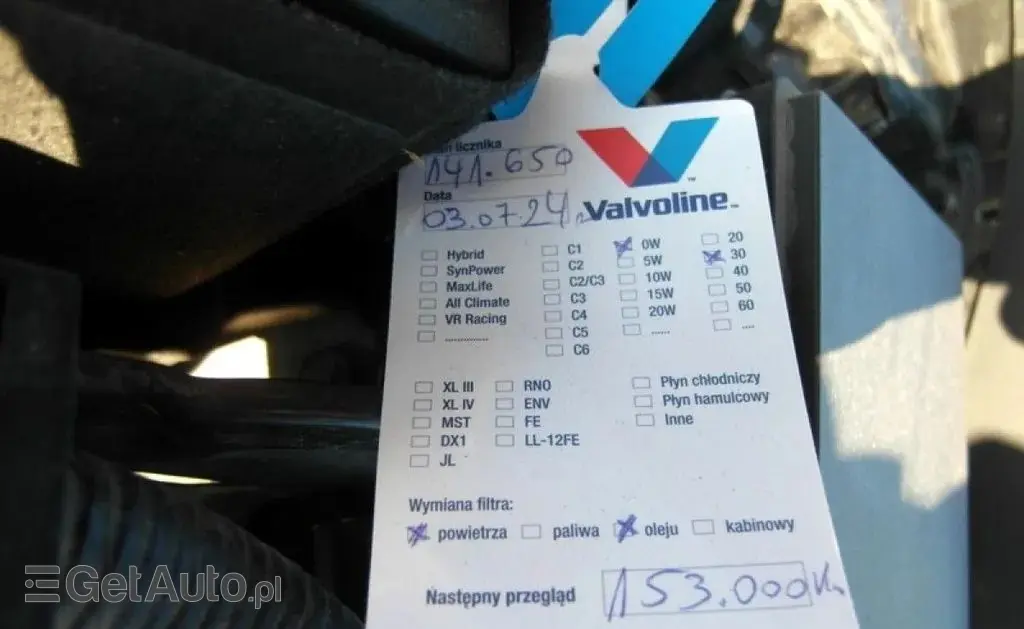 licznika
141.650
Data
03.07.24
Valvoline™
Hybrid
SynPower
MaxLife
All Climate
VR Racing
..............
C1
C2
C2/C3
C3
C4
C5
C6
0W
5W
10W
15W
20W
......
20
30
40
50
60
....
XL III
XL IV
MST
DX1
JL
RNO
ENV
FE
LL-12FE
Płyn chłodniczy
Płyn hamulcowy
Inne
Wymiana filtra:
powietrza paliwa oleju kabinowy
Następny przegląd 153.000
GetAuto.pl